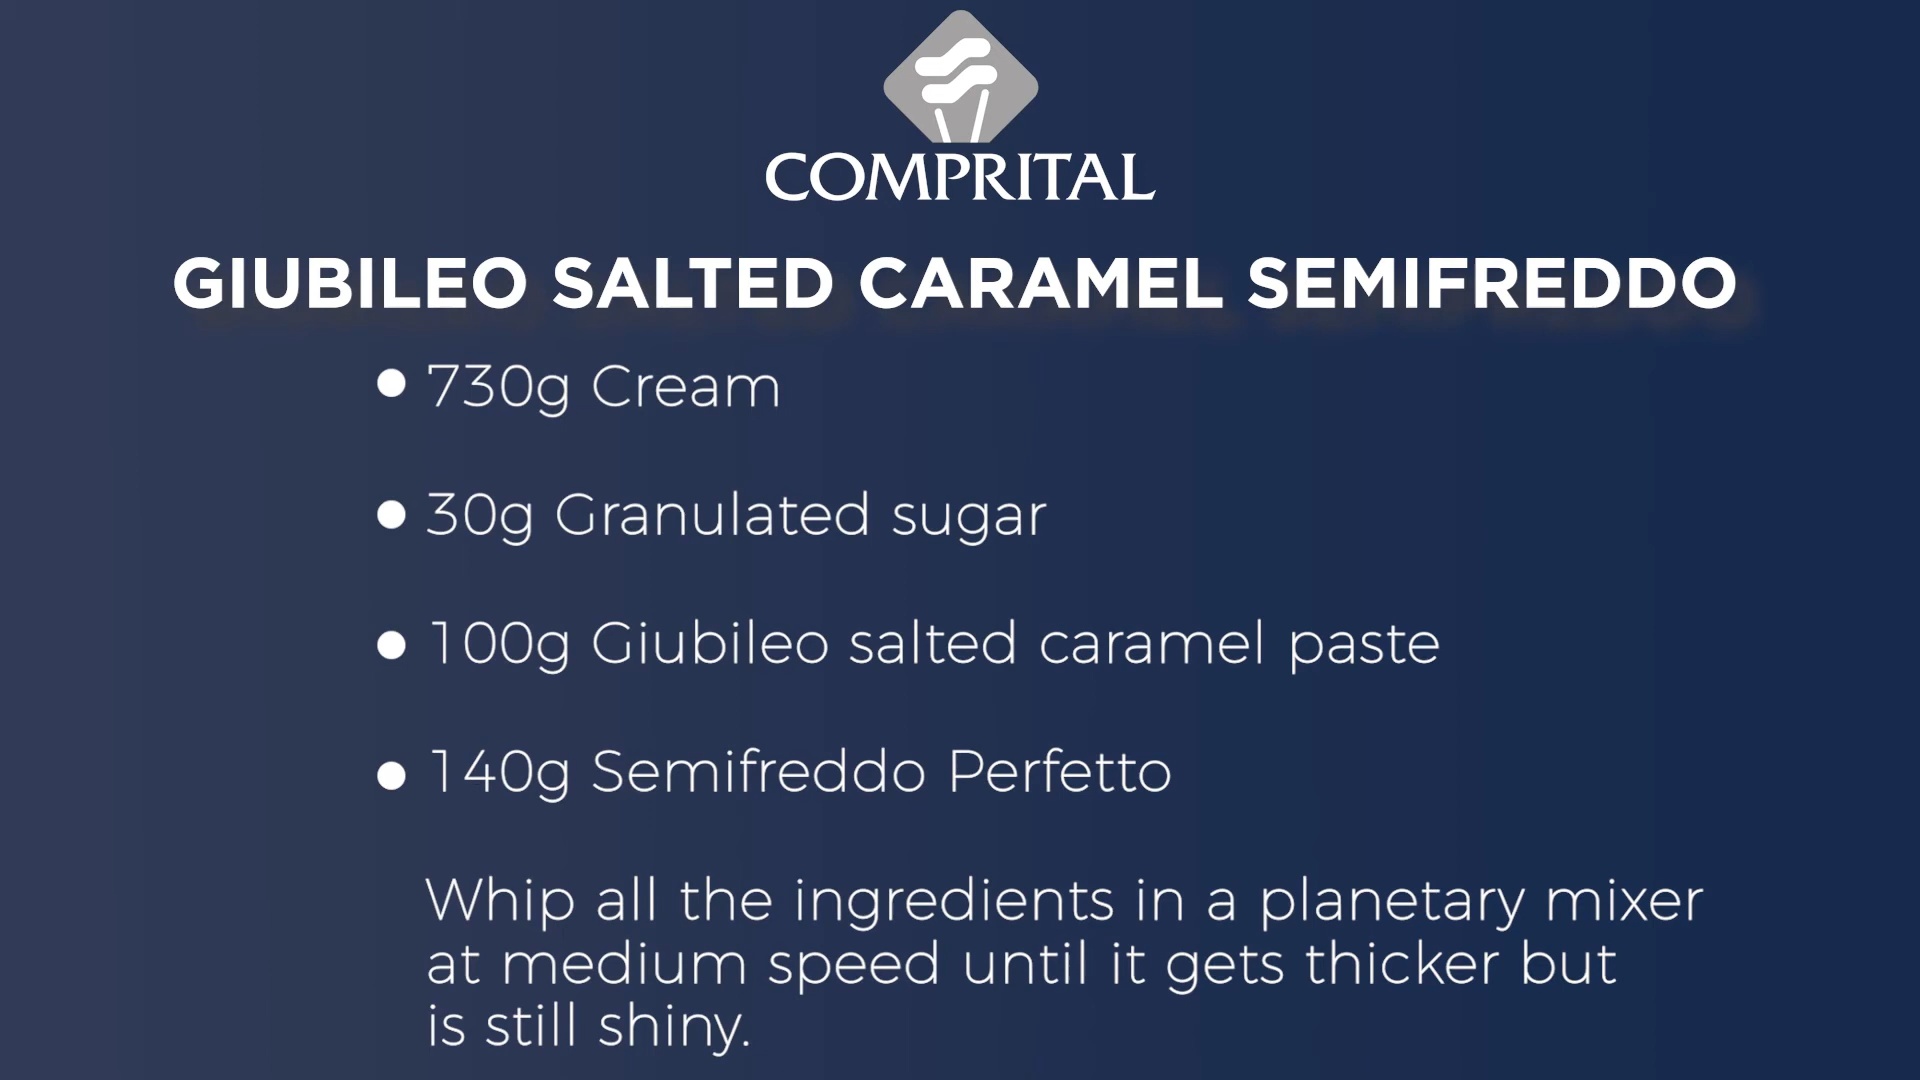 COMPRITAL
GIUBILEO SALTED CARAMEL SEMIFREDDO
● 730g Cream
● 30g Granulated sugar
● 100g Giubileo salted caramel paste
● 140g Semifreddo Perfetto
Whip all the ingredients in a planetary mixer
at medium speed until it gets thicker but
is still shiny.